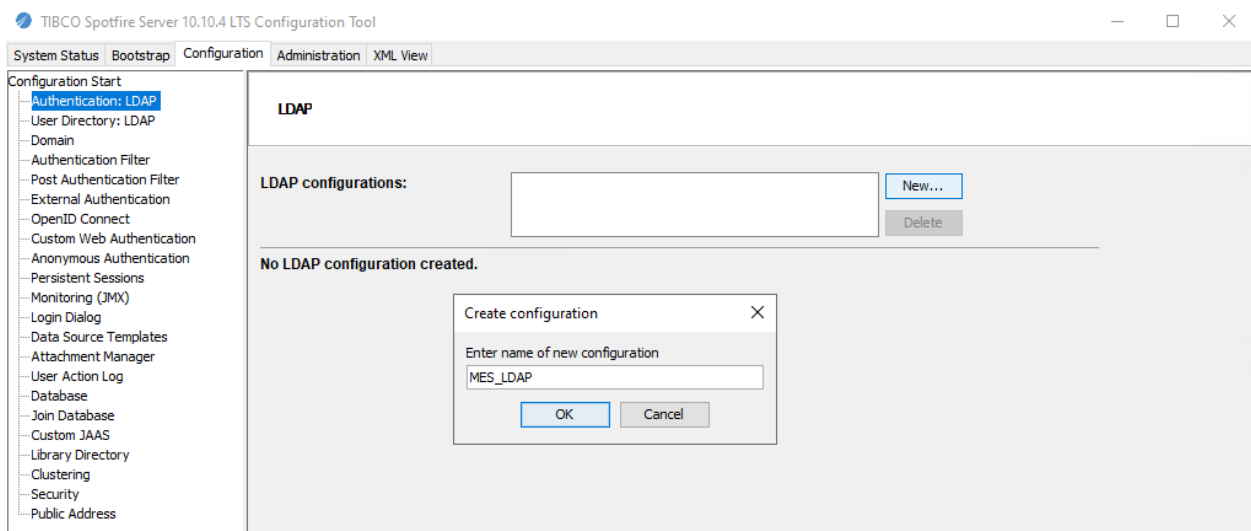 TIBCO Spotfire Server 10.10.4 LTS Configuration Tool
System Status Bootstrap Configuration Administration XML View
Configuration Start
Authentication: LDAP
User Directory: LDAP
Domain
Authentication Filter
Post Authentication Filter
External Authentication
OpenID Connect
Custom Web Authentication
Anonymous Authentication
Persistent Sessions
Monitoring (JMX)
Login Dialog
Data Source Templates
Attachment Manager
User Action Log
Database
Join Database
Custom JAAS
Library Directory
Clustering
Security
Public Address
LDAP
LDAP configurations:
New...
Delete
No LDAP configuration created.
Create configuration
Enter name of new configuration
MES_LDAP
OK Cancel